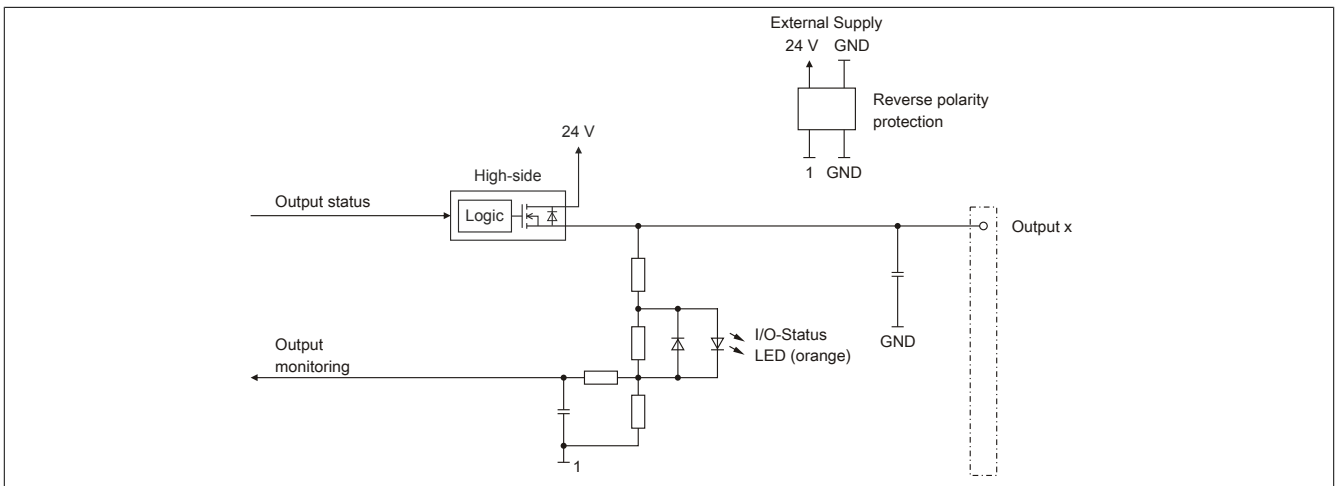 External Supply
24 V GND
Reverse polarity
protection
1 GND
24 V
High-side
Output status
Logic
Output x
I/O-Status
LED (orange)
GND
Output
monitoring
1